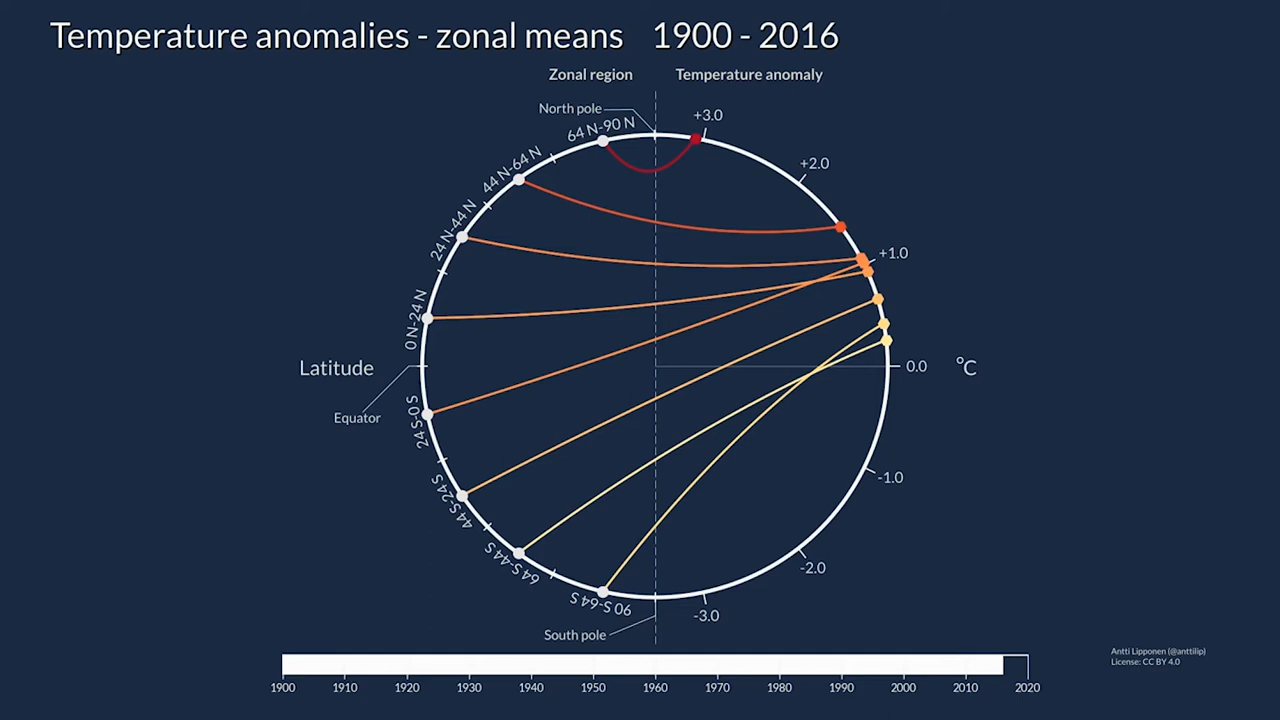 Temperature anomalies - zonal means 1900 - 2016
Zonal region
Temperature anomaly
North pole
+3.0
64 N-90 N
44 N-64 N
+2.0
24 N-44 N
+1.0
0 N-24 N
Latitude
0.0
°C
Equator
24 S-0 S
44 S-24 S
-1.0
64 S-44 S
-2.0
90 S-64 S
-3.0
South pole
Antti Lipponen (@anttilip)
License: CC BY 4.0
1900 1910 1920 1930 1940 1950 1960 1970 1980 1990 2000 2010 2020